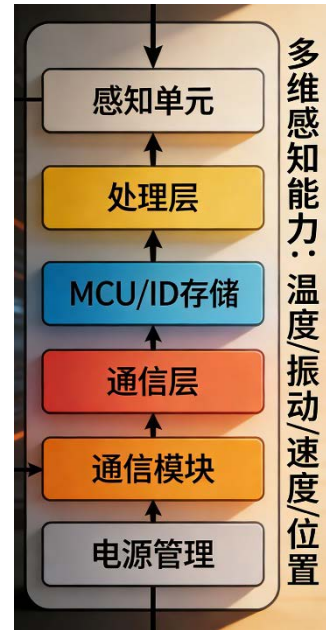 感知单元
处理层
MCU/ID存储
通信层
通信模块
电源管理
多维感知能力：温度/振动/速度/位置